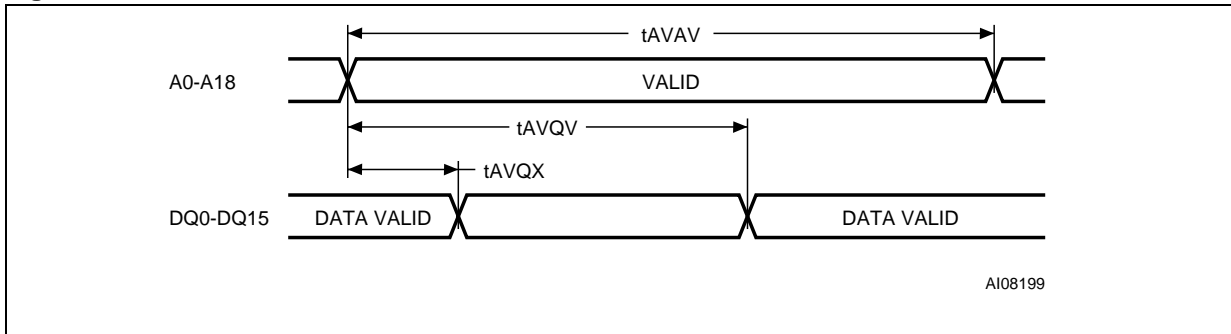 tAVAV
A0-A18 VALID
tAVQV
tAVQX
DQ0-DQ15 DATA VALID DATA VALID
AI08199